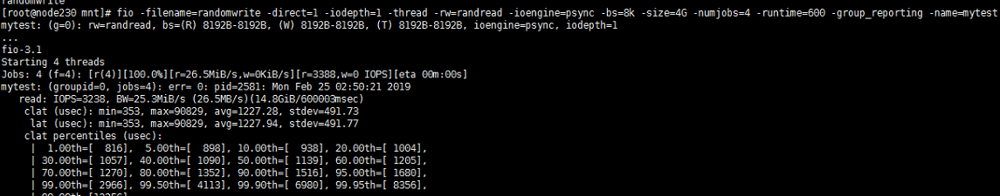 randomwrite
[root@node230 mnt]# fio -filename=randomwrite -direct=1 -iodepth=1 -thread -rw=randread -ioengine=psync -bs=8k -size=4G -numjobs=4 -runtime=600 -group_reporting -name=mytest
mytest: (g=0): rw=randread, bs=(R) 8192B-8192B, (W) 8192B-8192B, (T) 8192B-8192B, ioengine=psync, iodepth=1
...
fio-3.1
Starting 4 threads
Jobs: 4 (f=4): [r(4)][100.0%][r=26.5MiB/s,w=0KiB/s][r=3388,w=0 IOPS][eta 00m:00s]
mytest: (groupid=0, jobs=4): err= 0: pid=2581: Mon Feb 25 02:50:21 2019
read: IOPS=3238, BW=25.3MiB/s (26.5MB/s)(14.8GiB/600003msec)
clat (usec): min=353, max=90829, avg=1227.28, stdev=491.73
lat (usec): min=353, max=90829, avg=1227.94, stdev=491.77
clat percentiles (usec):
| 1.00th=[ 816], 5.00th=[ 898], 10.00th=[ 938], 20.00th=[ 1004],
| 30.00th=[ 1057], 40.00th=[ 1090], 50.00th=[ 1139], 60.00th=[ 1205],
| 70.00th=[ 1270], 80.00th=[ 1352], 90.00th=[ 1516], 95.00th=[ 1680],
| 99.00th=[ 2966], 99.50th=[ 4113], 99.90th=[ 6980], 99.95th=[ 8356],